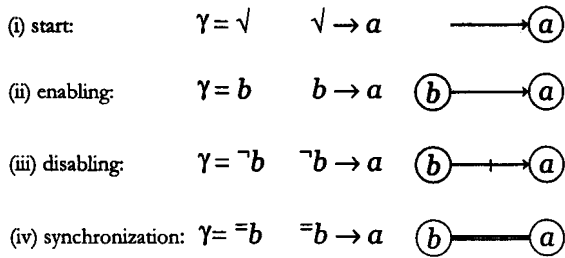 (i) start: γ = √ √ → a a
(ii) enabling: γ = b b → a b a
(iii) disabling: γ = ¬b ¬b → a b a
(iv) synchronization: γ = ⁼b ⁼b → a b a